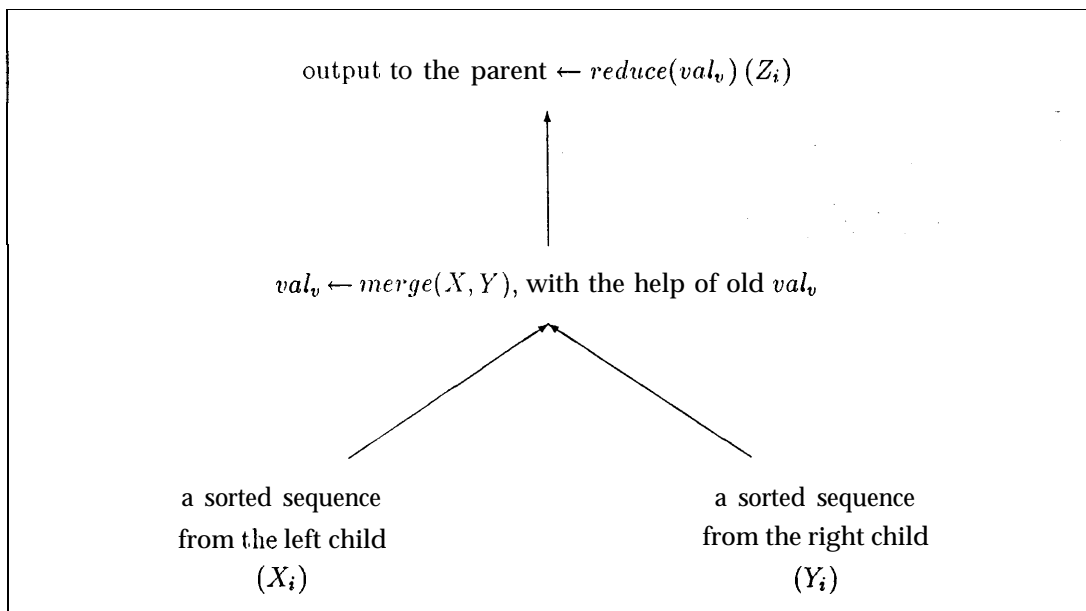 output to the parent ← reduce(val_v) (Z_i)
val_v ← merge(X, Y), with the help of old val_v
a sorted sequence
from the left child
(X_i)
a sorted sequence
from the right child
(Y_i)